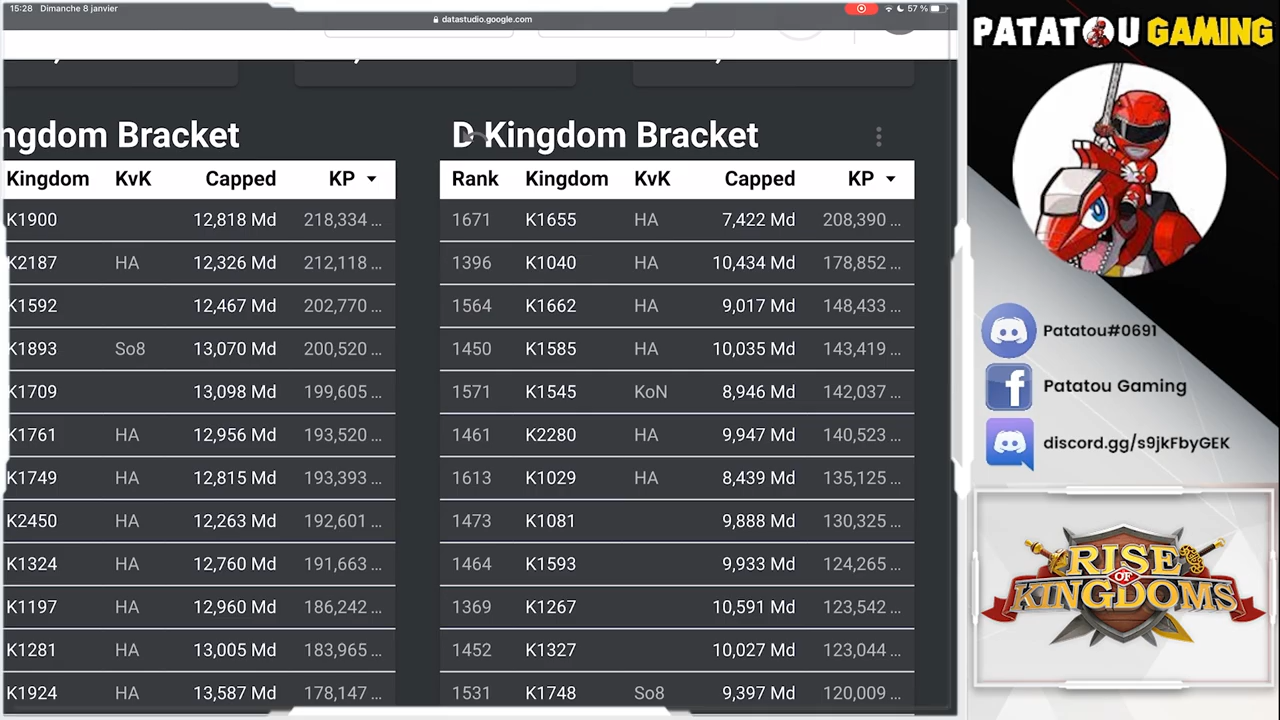 15:28 Dimanche 8 janvier
57 %
datastudio.google.com
ngdom Bracket
Kingdom KvK Capped KP
K1900 12,818 Md 218,334 ...
K2187 HA 12,326 Md 212,118 ...
K1592 12,467 Md 202,770 ...
K1893 So8 13,070 Md 200,520 ...
K1709 13,098 Md 199,605 ...
K1761 HA 12,956 Md 193,520 ...
K1749 HA 12,815 Md 193,393 ...
K2450 HA 12,263 Md 192,601 ...
K1324 HA 12,760 Md 191,663 ...
K1197 HA 12,960 Md 186,242 ...
K1281 HA 13,005 Md 183,965 ...
K1924 HA 13,587 Md 178,147 ...
D Kingdom Bracket
Rank Kingdom KvK Capped KP
1671 K1655 HA 7,422 Md 208,390 ...
1396 K1040 HA 10,434 Md 178,852 ...
1564 K1662 HA 9,017 Md 148,433 ...
1450 K1585 HA 10,035 Md 143,419 ...
1571 K1545 KoN 8,946 Md 142,037 ...
1461 K2280 HA 9,947 Md 140,523 ...
1613 K1029 HA 8,439 Md 135,125 ...
1473 K1081 9,888 Md 130,325 ...
1464 K1593 9,933 Md 124,265 ...
1369 K1267 10,591 Md 123,542 ...
1452 K1327 10,027 Md 123,044 ...
1531 K1748 So8 9,397 Md 120,009 ...
PATATOU GAMING
Patatou#0691
Patatou Gaming
discord.gg/s9jkFbyGEK
RISE
OF
KINGDOMS